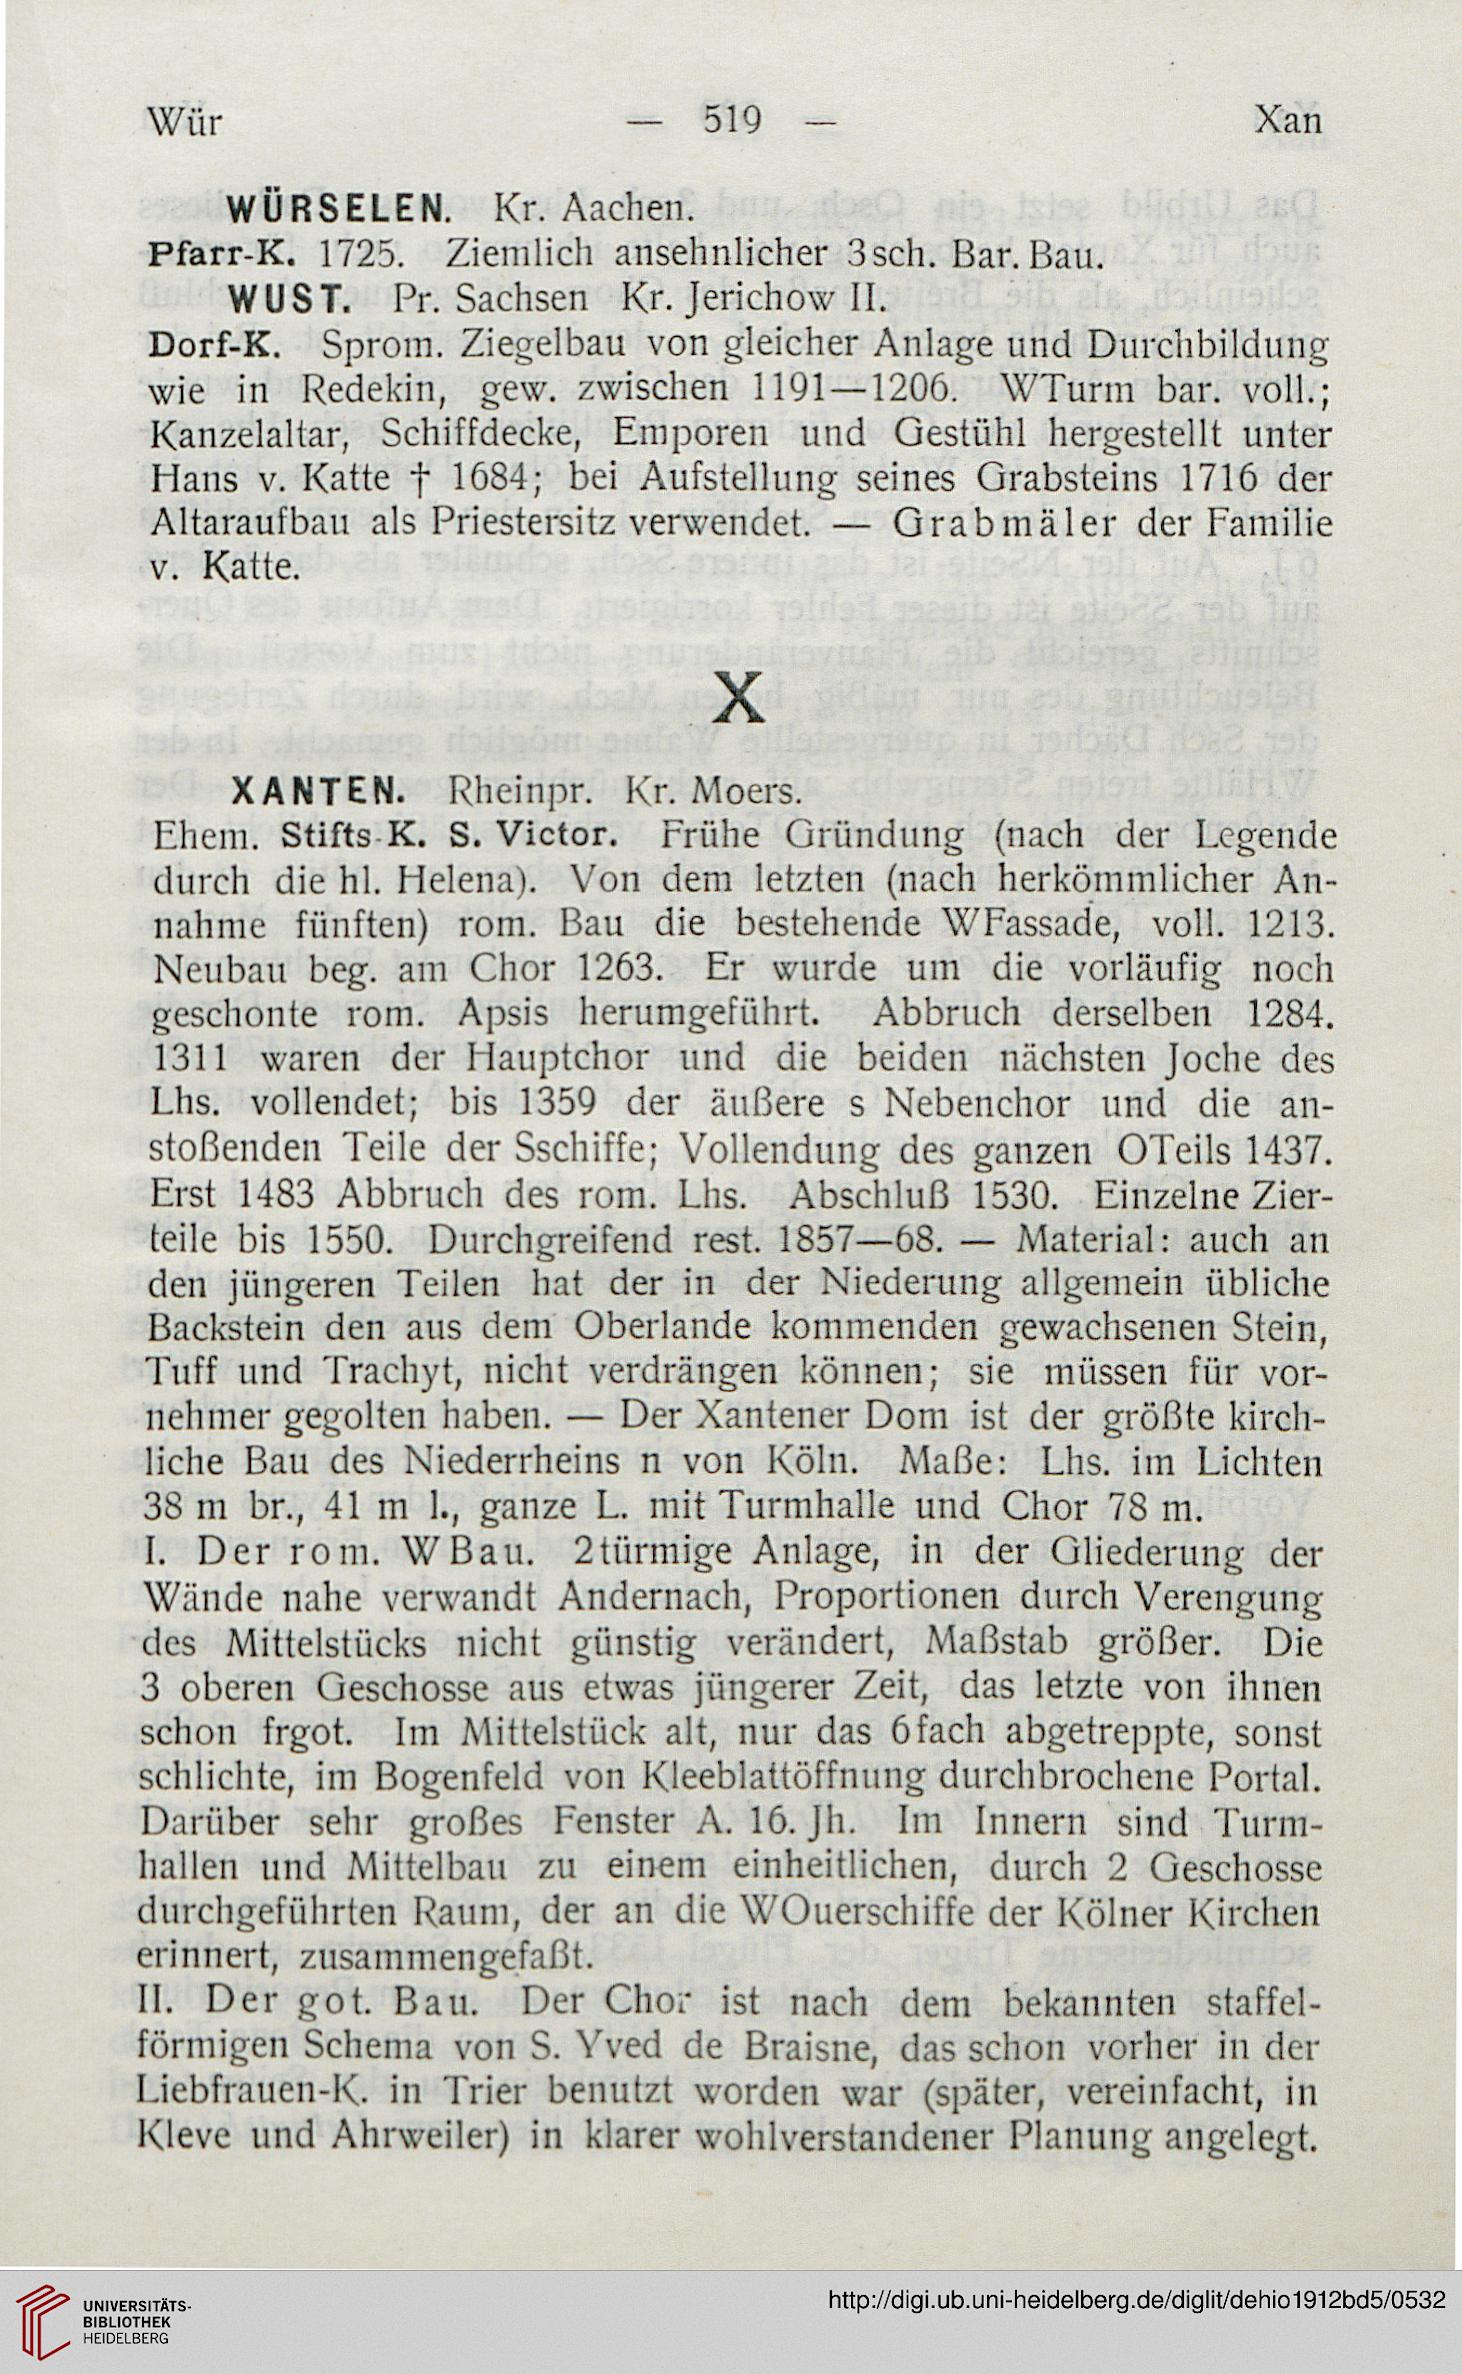 Wür — 519 — Xan
WÜRSELEN. Kr. Aachen.
Pfarr-K. 1725. Ziemlich ansehnlicher 3sch. Bar. Bau.
WUST. Pr. Sachsen Kr. Jerichow II.
Dorf-K. Sprom. Ziegelbau von gleicher Anlage und Durchbildung
wie in Redekin, gew. zwischen 1191—1206. WTurm bar. voll.;
Kanzelaltar, Schiffdecke, Emporen und Gestühl hergestellt unter
Hans v. Katte † 1684; bei Aufstellung seines Grabsteins 1716 der
Altaraufbau als Priestersitz verwendet. — Grabmäler der Familie
v. Katte.
X
XANTEN. Rheinpr. Kr. Moers.
Ehem. Stifts-K. S. Victor. Frühe Gründung (nach der Legende
durch die hl. Helena). Von dem letzten (nach herkömmlicher An-
nahme fünften) rom. Bau die bestehende WFassade, voll. 1213.
Neubau beg. am Chor 1263. Er wurde um die vorläufig noch
geschonte rom. Apsis herumgeführt. Abbruch derselben 1284.
1311 waren der Hauptchor und die beiden nächsten Joche des
Lhs. vollendet; bis 1359 der äußere s Nebenchor und die an-
stoßenden Teile der Sschiffe; Vollendung des ganzen OTeils 1437.
Erst 1483 Abbruch des rom. Lhs. Abschluß 1530. Einzelne Zier-
teile bis 1550. Durchgreifend rest. 1857—68. — Material: auch an
den jüngeren Teilen hat der in der Niederung allgemein übliche
Backstein den aus dem Oberlande kommenden gewachsenen Stein,
Tuff und Trachyt, nicht verdrängen können; sie müssen für vor-
nehmer gegolten haben. — Der Xantener Dom ist der größte kirch-
liche Bau des Niederrheins n von Köln. Maße: Lhs. im Lichten
38 m br., 41 m l., ganze L. mit Turmhalle und Chor 78 m.
I. Der rom. WBau. 2türmige Anlage, in der Gliederung der
Wände nahe verwandt Andernach, Proportionen durch Verengung
des Mittelstücks nicht günstig verändert, Maßstab größer. Die
3 oberen Geschosse aus etwas jüngerer Zeit, das letzte von ihnen
schon frgot. Im Mittelstück alt, nur das 6fach abgetreppte, sonst
schlichte, im Bogenfeld von Kleeblattöffnung durchbrochene Portal.
Darüber sehr großes Fenster A. 16. Jh. Im Innern sind Turm-
hallen und Mittelbau zu einem einheitlichen, durch 2 Geschosse
durchgeführten Raum, der an die WQuerschiffe der Kölner Kirchen
erinnert, zusammengefaßt.
II. Der got. Bau. Der Chor ist nach dem bekannten staffel-
förmigen Schema von S. Yved de Braisne, das schon vorher in der
Liebfrauen-K. in Trier benutzt worden war (später, vereinfacht, in
Kleve und Ahrweiler) in klarer wohlverstandener Planung angelegt.
UNIVERSITÄTS-
BIBLIOTHEK
HEIDELBERG
http://digi.ub.uni-heidelberg.de/diglit/dehio1912bd5/0532